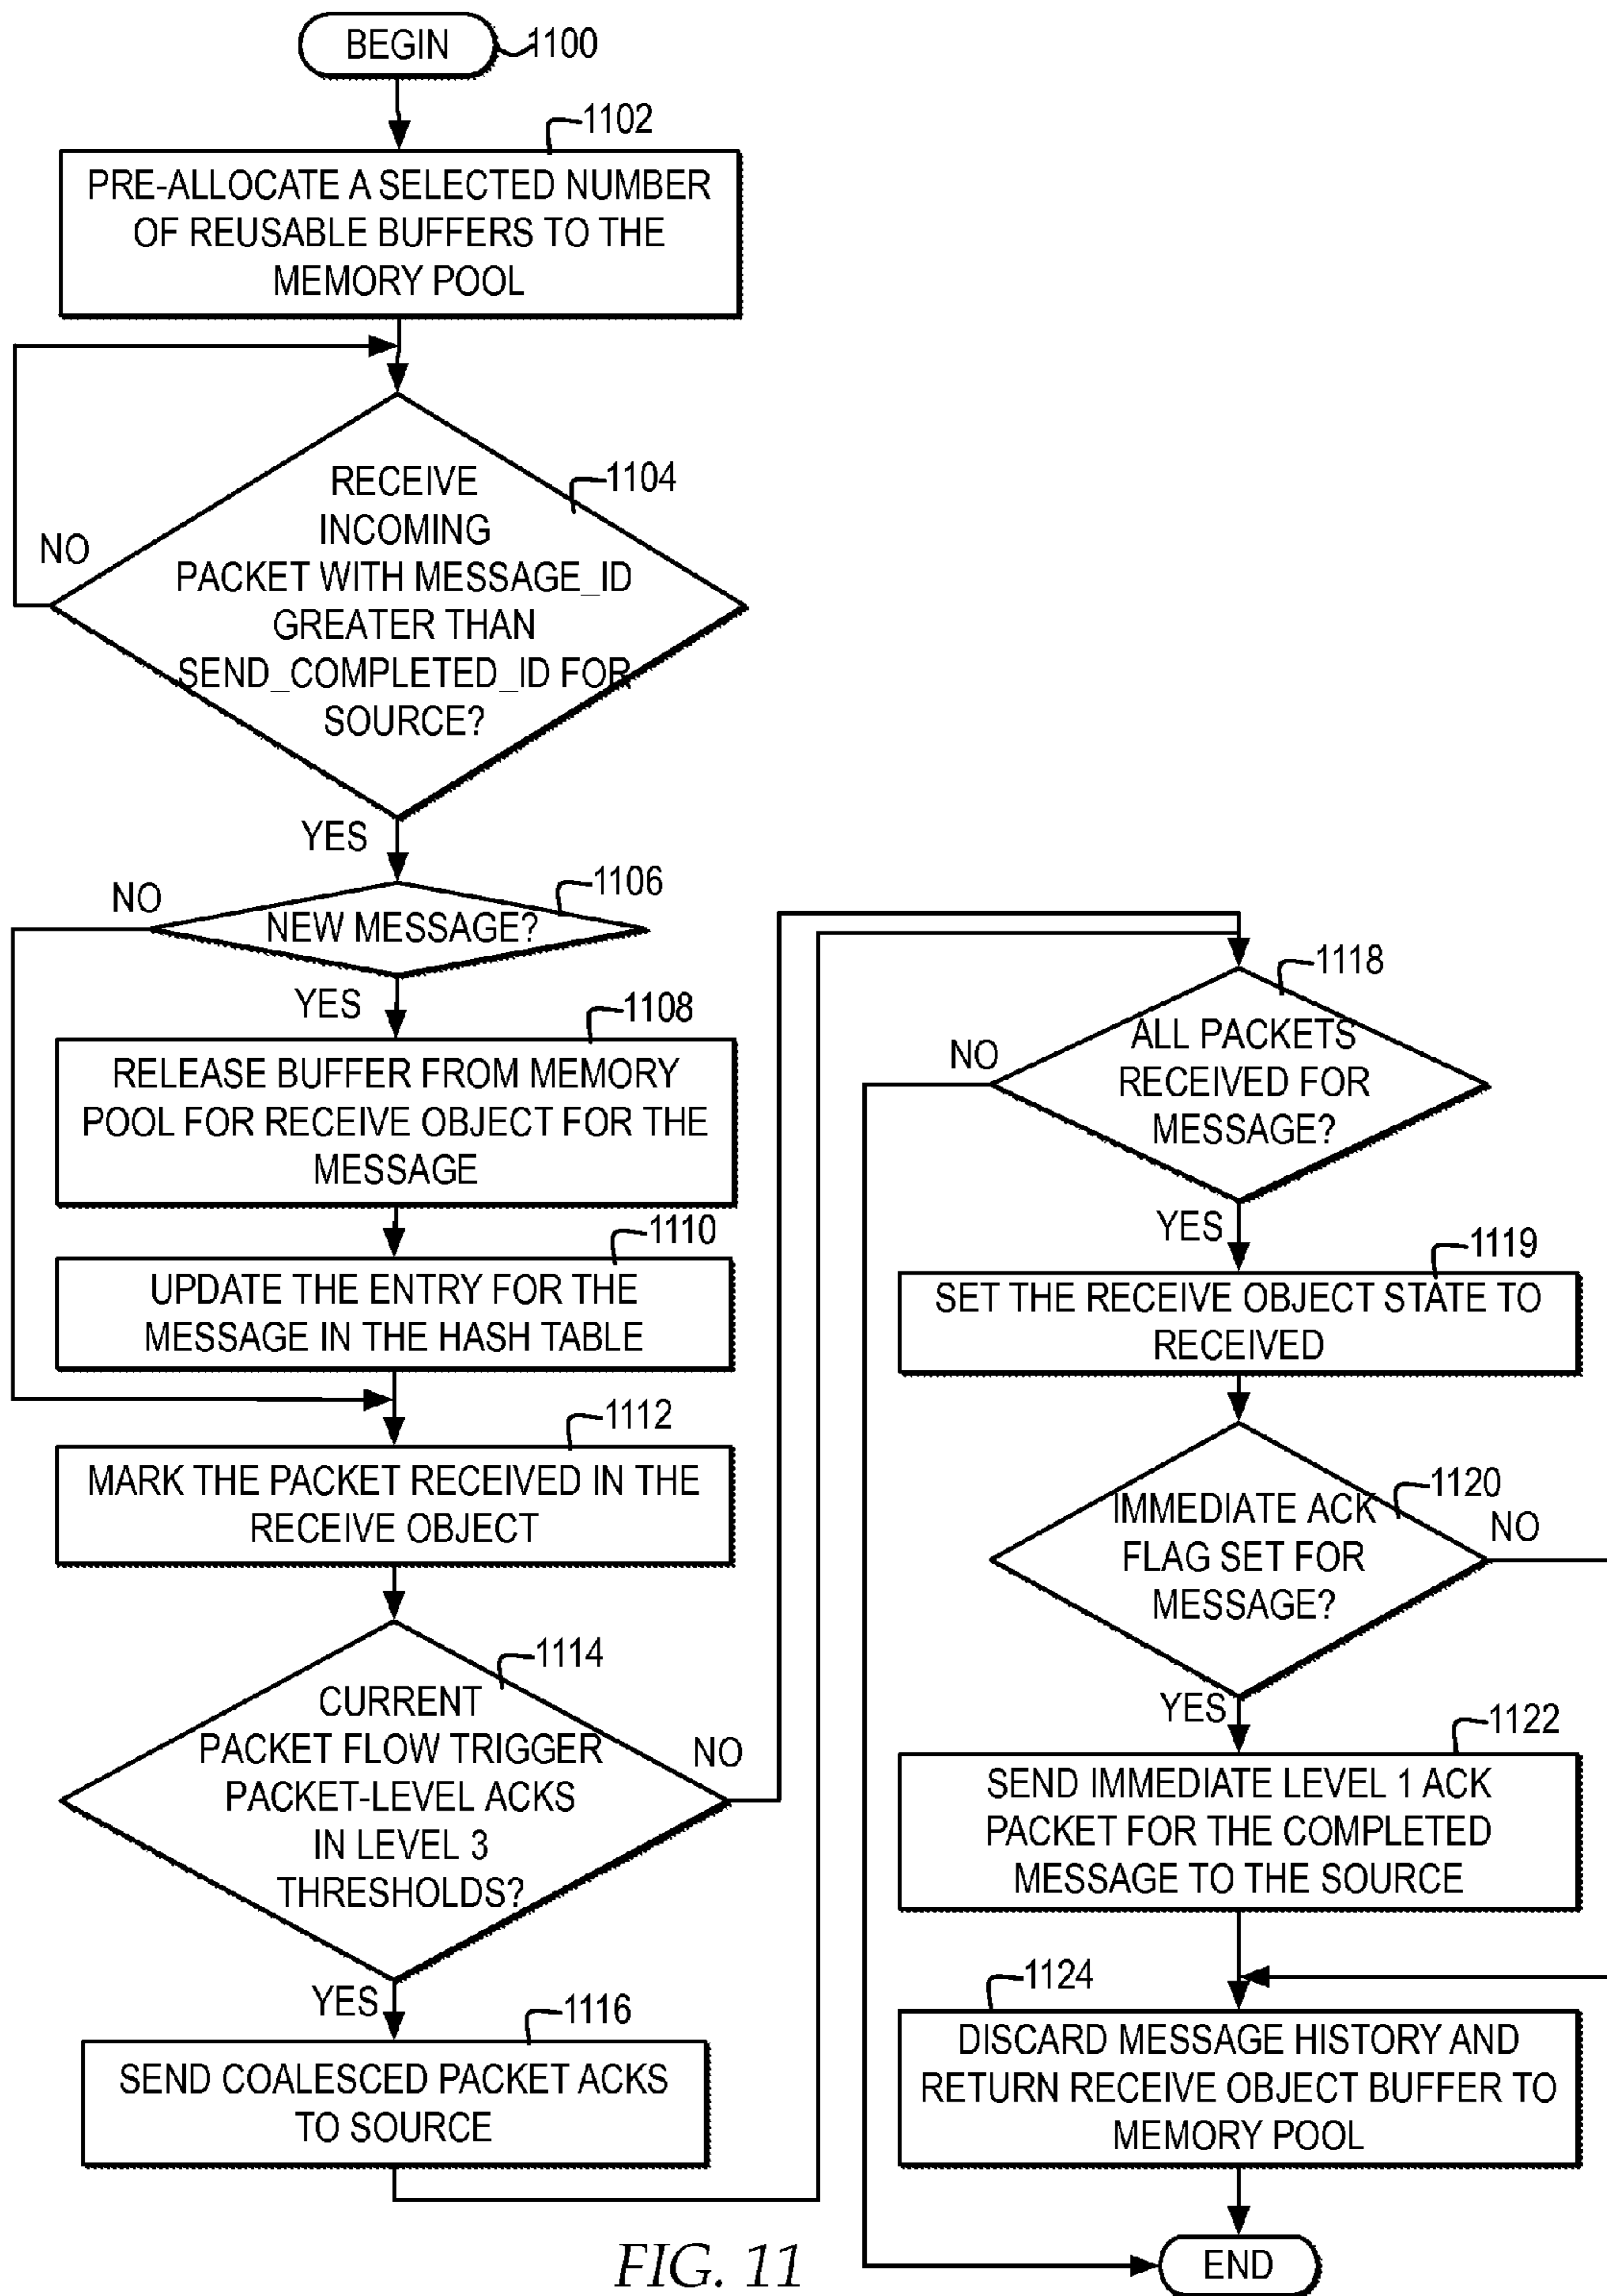 BEGIN
1100
1102
PRE-ALLOCATE A SELECTED NUMBER
OF REUSABLE BUFFERS TO THE
MEMORY POOL
1104
RECEIVE
INCOMING
PACKET WITH MESSAGE_ID
GREATER THAN
SEND_COMPLETED_ID FOR
SOURCE?
NO
YES
1106
NEW MESSAGE?
NO
YES
1108
RELEASE BUFFER FROM MEMORY
POOL FOR RECEIVE OBJECT FOR THE
MESSAGE
1110
UPDATE THE ENTRY FOR THE
MESSAGE IN THE HASH TABLE
1112
MARK THE PACKET RECEIVED IN THE
RECEIVE OBJECT
1114
CURRENT
PACKET FLOW TRIGGER
PACKET-LEVEL ACKS
IN LEVEL 3
THRESHOLDS?
NO
YES
1116
SEND COALESCED PACKET ACKS
TO SOURCE
1118
ALL PACKETS
RECEIVED FOR
MESSAGE?
NO
YES
1119
SET THE RECEIVE OBJECT STATE TO
RECEIVED
1120
IMMEDIATE ACK
FLAG SET FOR
MESSAGE?
NO
YES
1122
SEND IMMEDIATE LEVEL 1 ACK
PACKET FOR THE COMPLETED
MESSAGE TO THE SOURCE
1124
DISCARD MESSAGE HISTORY AND
RETURN RECEIVE OBJECT BUFFER TO
MEMORY POOL
END
FIG. 11